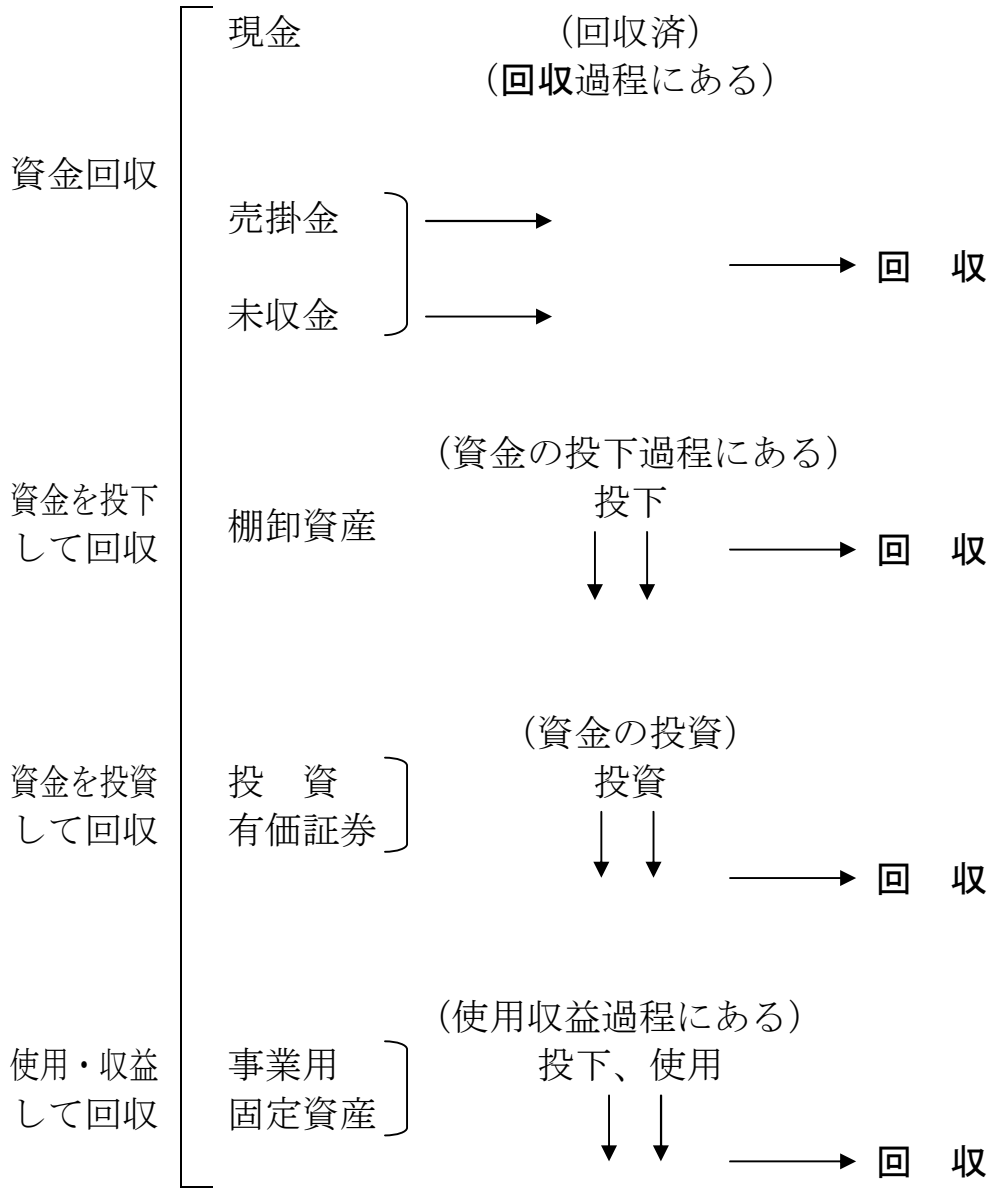 現金 （回収済）
（回収過程にある）
資金回収
売掛金
回　収
未収金
（資金の投下過程にある）
資金を投下
して回収
棚卸資産
投下
回　収
（資金の投資）
資金を投資
して回収
投　資
有価証券
投資
回　収
（使用収益過程にある）
使用・収益
して回収
事業用
固定資産
投下、使用
回　収